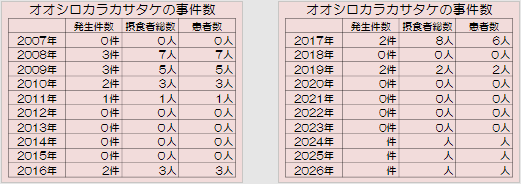 オオシロカラカサタケの事件数
発生件数 摂食者総数 患者数
2007年 0件 0人 0人
2008年 3件 7人 7人
2009年 3件 5人 5人
2010年 2件 3人 3人
2011年 1件 1人 1人
2012年 0件 0人 0人
2013年 0件 0人 0人
2014年 0件 0人 0人
2015年 0件 0人 0人
2016年 2件 3人 3人
オオシロカラカサタケの事件数
発生件数 摂食者総数 患者数
2017年 2件 8人 6人
2018年 0件 0人 0人
2019年 2件 2人 2人
2020年 0件 0人 0人
2021年 0件 0人 0人
2022年 0件 0人 0人
2023年 0件 0人 0人
2024年 件 人 人
2025年 件 人 人
2026年 件 人 人